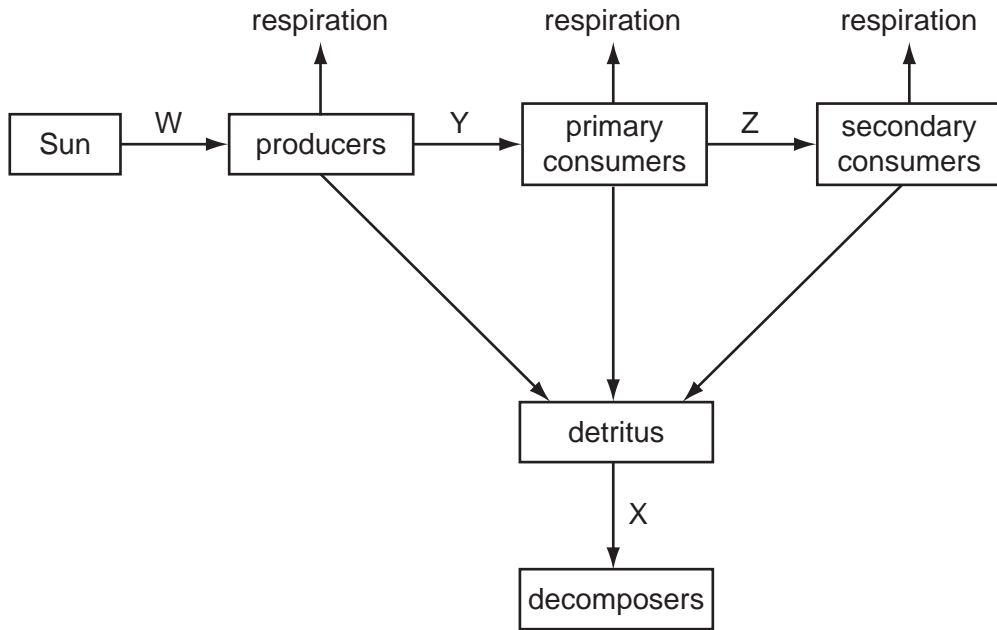 respiration
respiration
respiration
Sun
W
producers
Y
primary
consumers
Z
secondary
consumers
detritus
X
decomposers